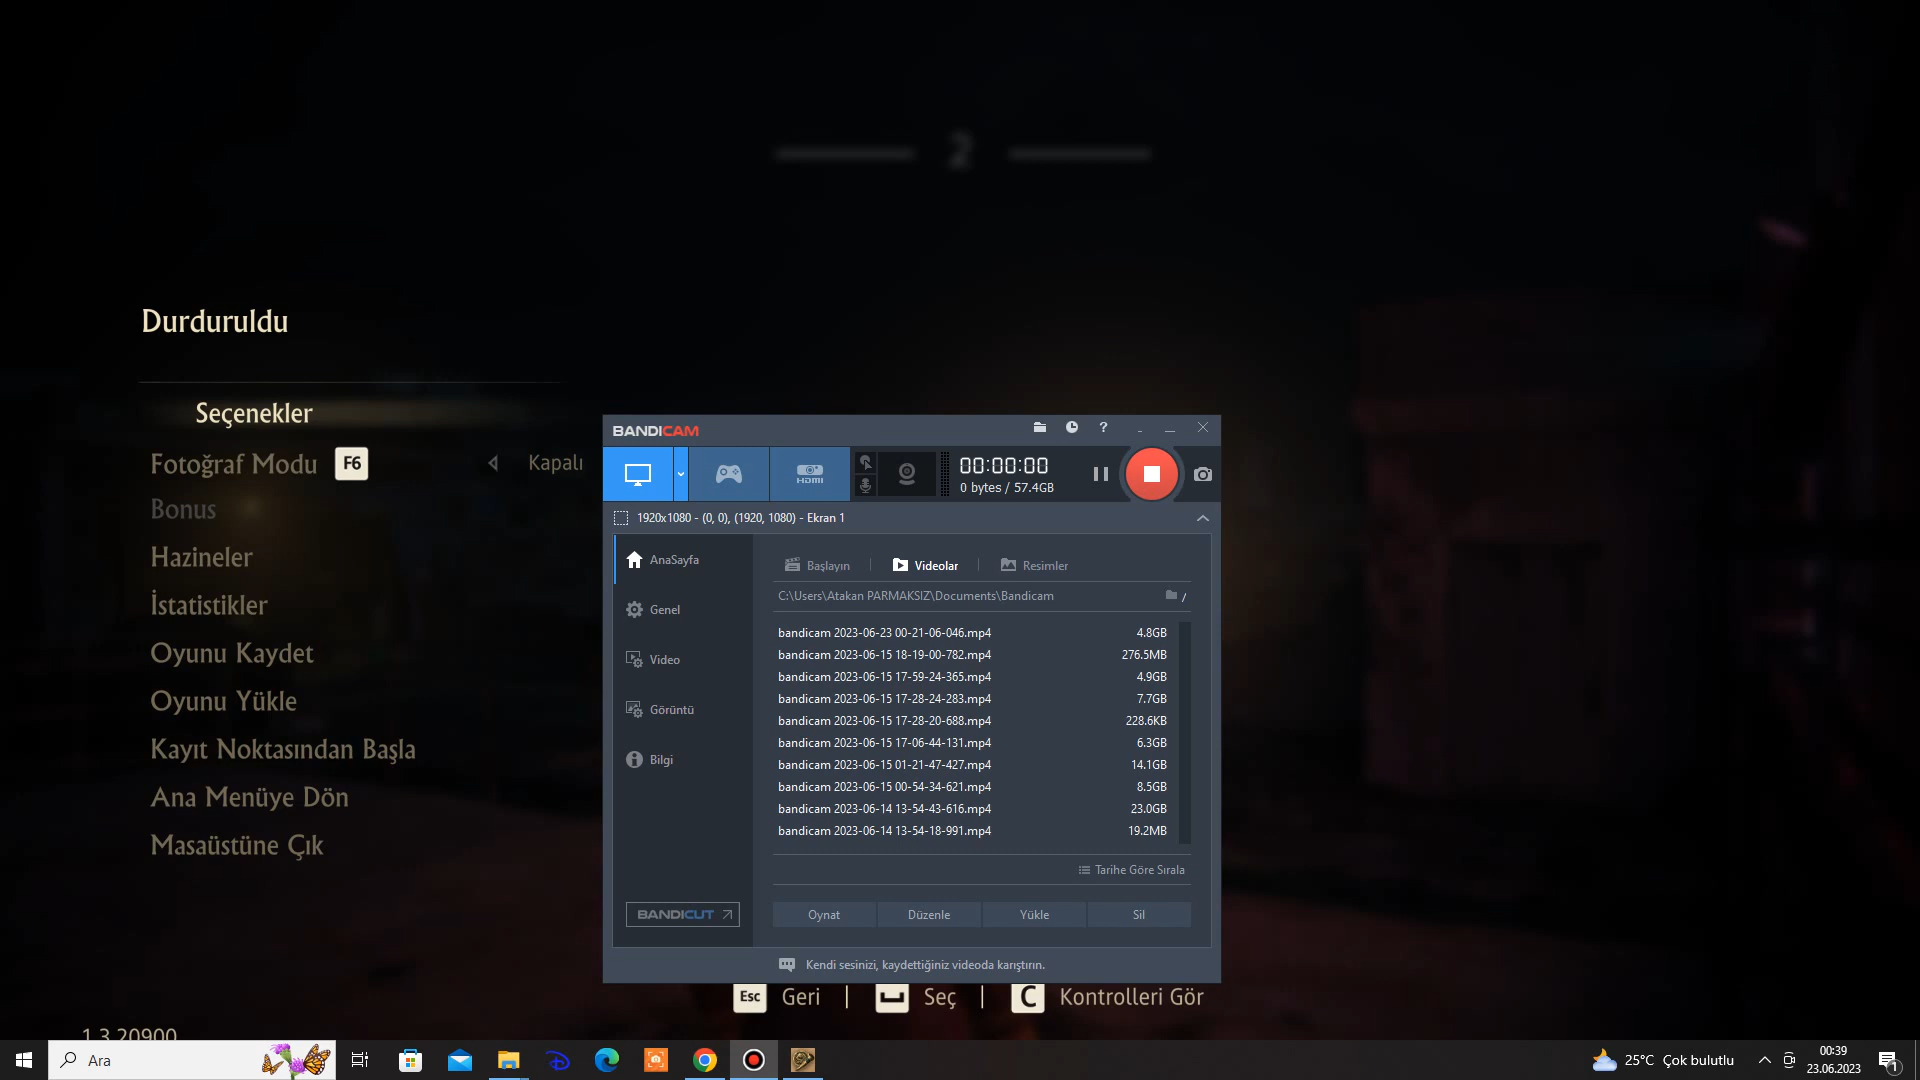 2
Durduruldu
Seçenekler
Fotoğraf Modu F6 Kapalı
Bonus
Hazineler
İstatistikler
Oyunu Kaydet
Oyunu Yükle
Kayıt Noktasından Başla
Ana Menüye Dön
Masaüstüne Çık
BANDICAM
?
HDMI
00:00:00
0 bytes / 57.4GB
1920x1080 - (0, 0), (1920, 1080) - Ekran 1
AnaSayfa
Genel
Video
Görüntü
Bilgi
BANDICUT
Başlayın | Videolar | Resimler
C:\Users\Atakan PARMAKSIZ\Documents\Bandicam /
bandicam 2023-06-23 00-21-06-046.mp4 4.8GB
bandicam 2023-06-15 18-19-00-782.mp4 276.5MB
bandicam 2023-06-15 17-59-24-365.mp4 4.9GB
bandicam 2023-06-15 17-28-24-283.mp4 7.7GB
bandicam 2023-06-15 17-28-20-688.mp4 228.6KB
bandicam 2023-06-15 17-06-44-131.mp4 6.3GB
bandicam 2023-06-15 01-21-47-427.mp4 14.1GB
bandicam 2023-06-15 00-54-34-621.mp4 8.5GB
bandicam 2023-06-14 13-54-43-616.mp4 23.0GB
bandicam 2023-06-14 13-54-18-991.mp4 19.2MB
Tarihe Göre Sırala
Oynat Düzenle Yükle Sil
Kendi sesinizi, kaydettiğiniz videoda karıştırın.
Esc Geri | Seç | C Kontrolleri Gör
1.3.20900
Ara
25°C Çok bulutlu
00:39
23.06.2023
1